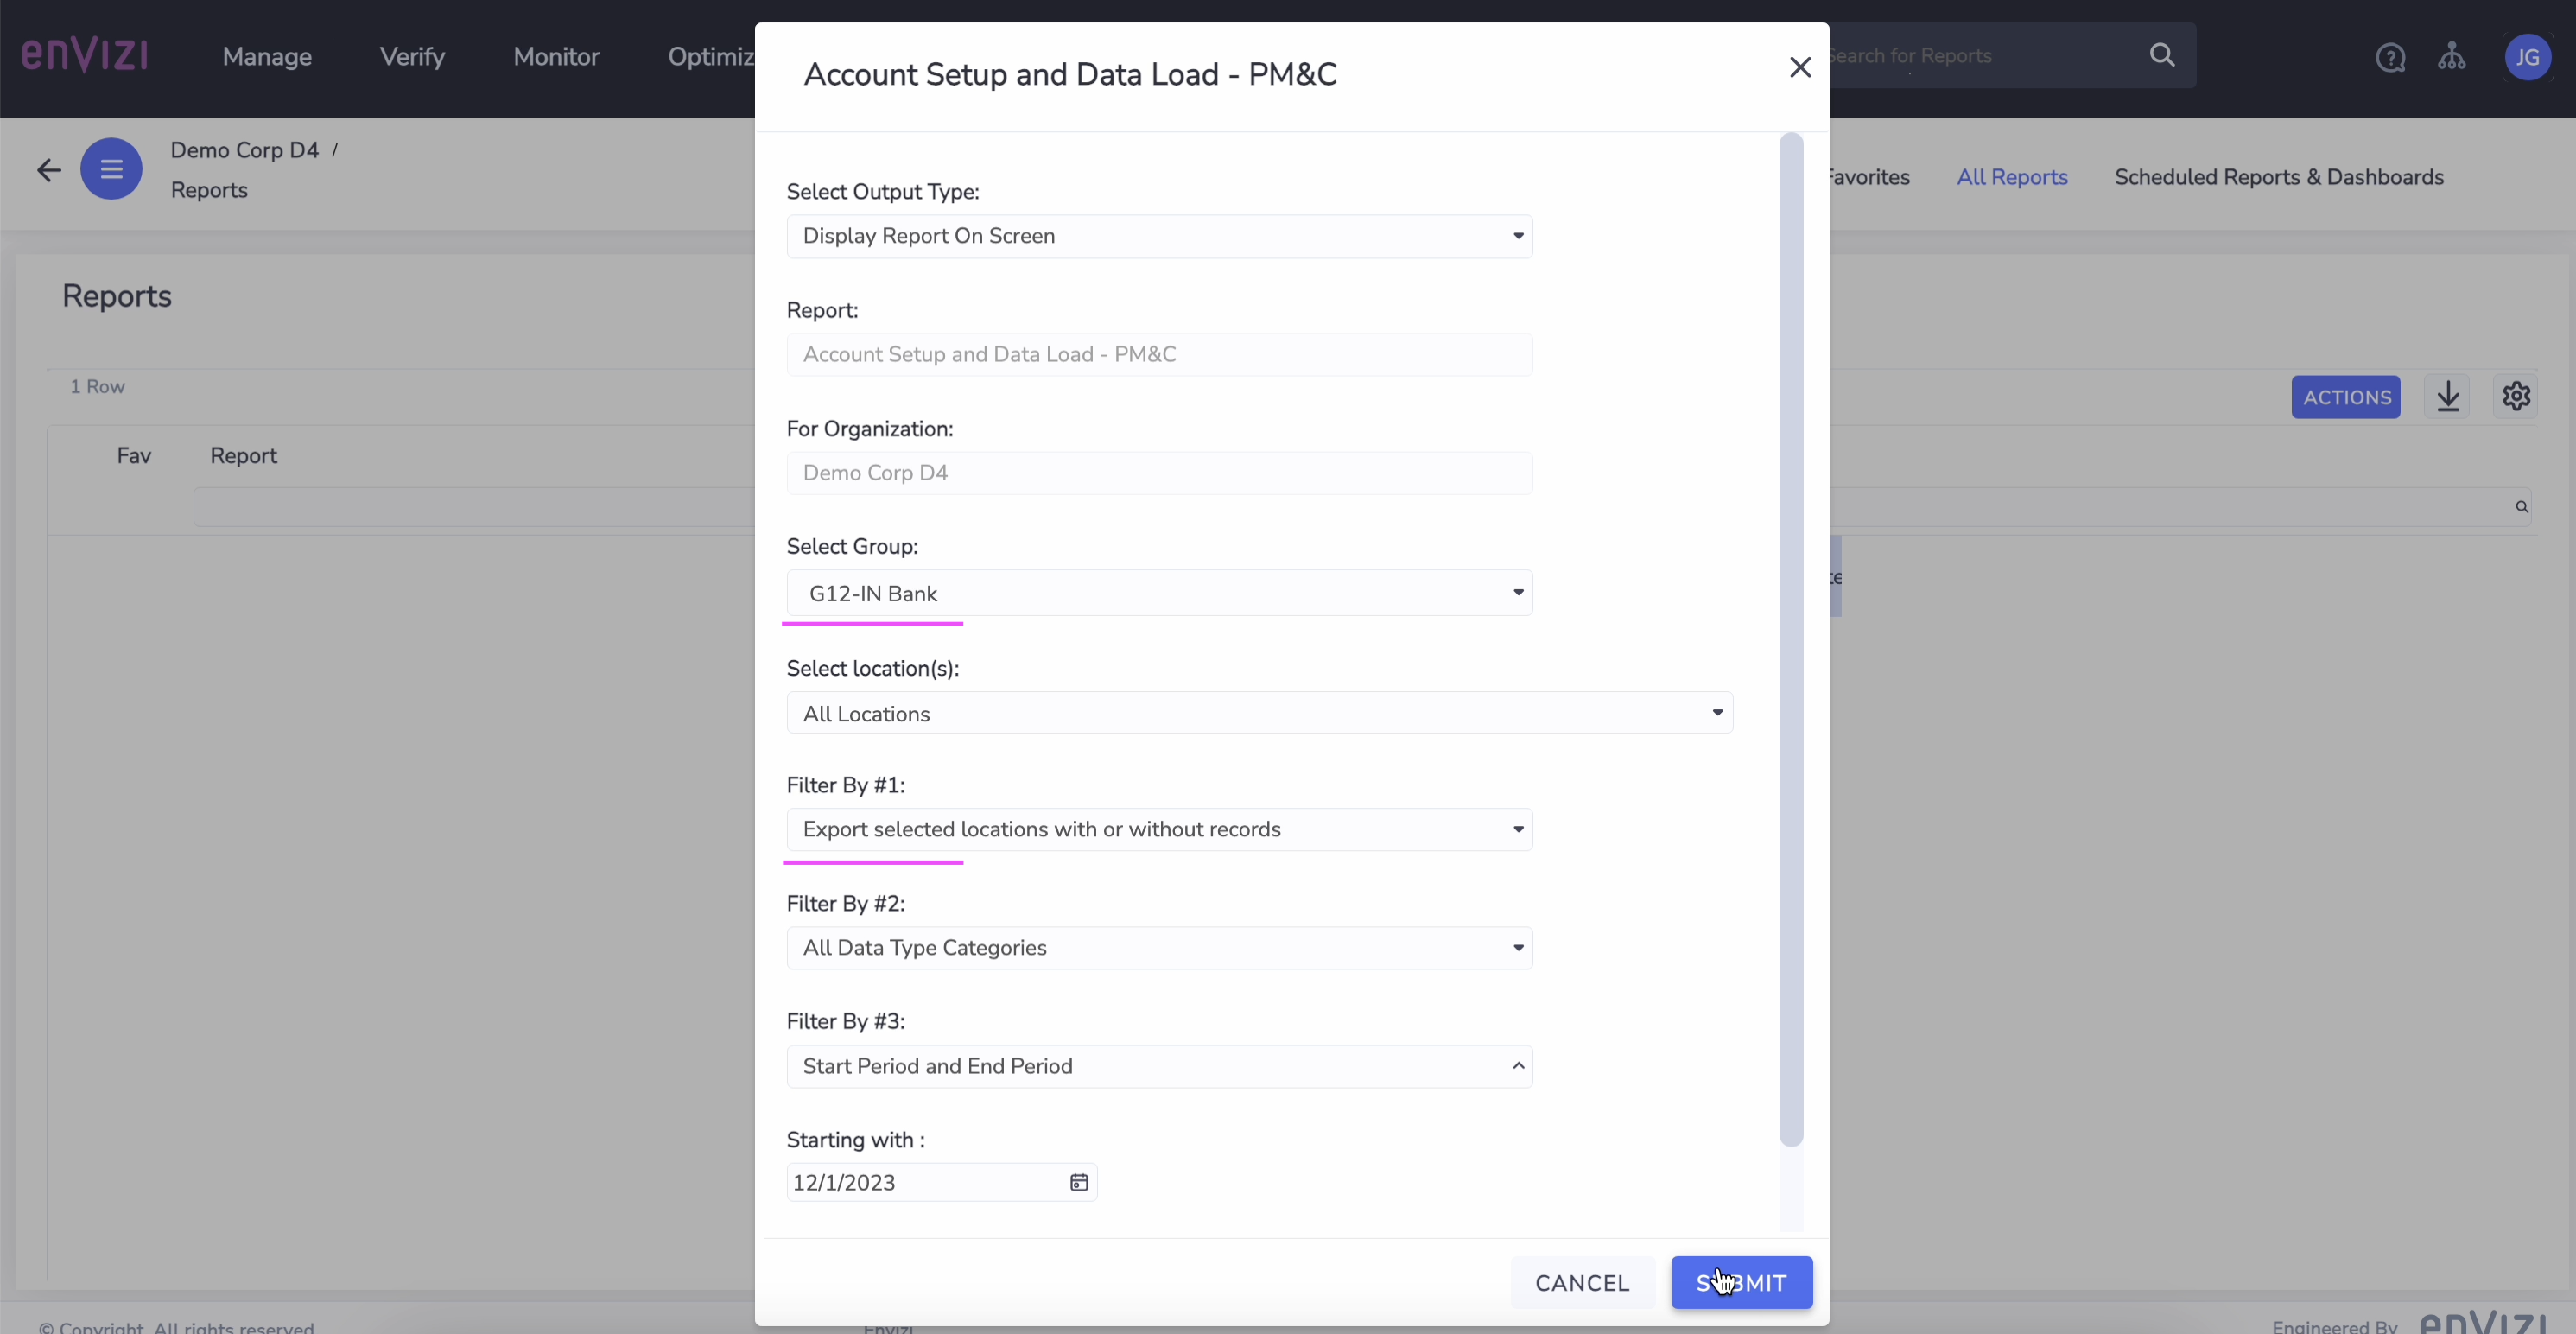 enVIZI
Manage
Verify
Monitor
Optimiz
Search for Reports
JG
Demo Corp D4 /
Reports
Favorites
All Reports
Scheduled Reports & Dashboards
Reports
1 Row
ACTIONS
Fav
Report
te
Account Setup and Data Load - PM&C
Select Output Type:
Display Report On Screen
Report:
Account Setup and Data Load - PM&C
For Organization:
Demo Corp D4
Select Group:
G12-IN Bank
Select location(s):
All Locations
Filter By #1:
Export selected locations with or without records
Filter By #2:
All Data Type Categories
Filter By #3:
Start Period and End Period
Starting with :
12/1/2023
CANCEL
SUBMIT
© Copyright. All rights reserved
Envizi
Engineered By
enVIZI